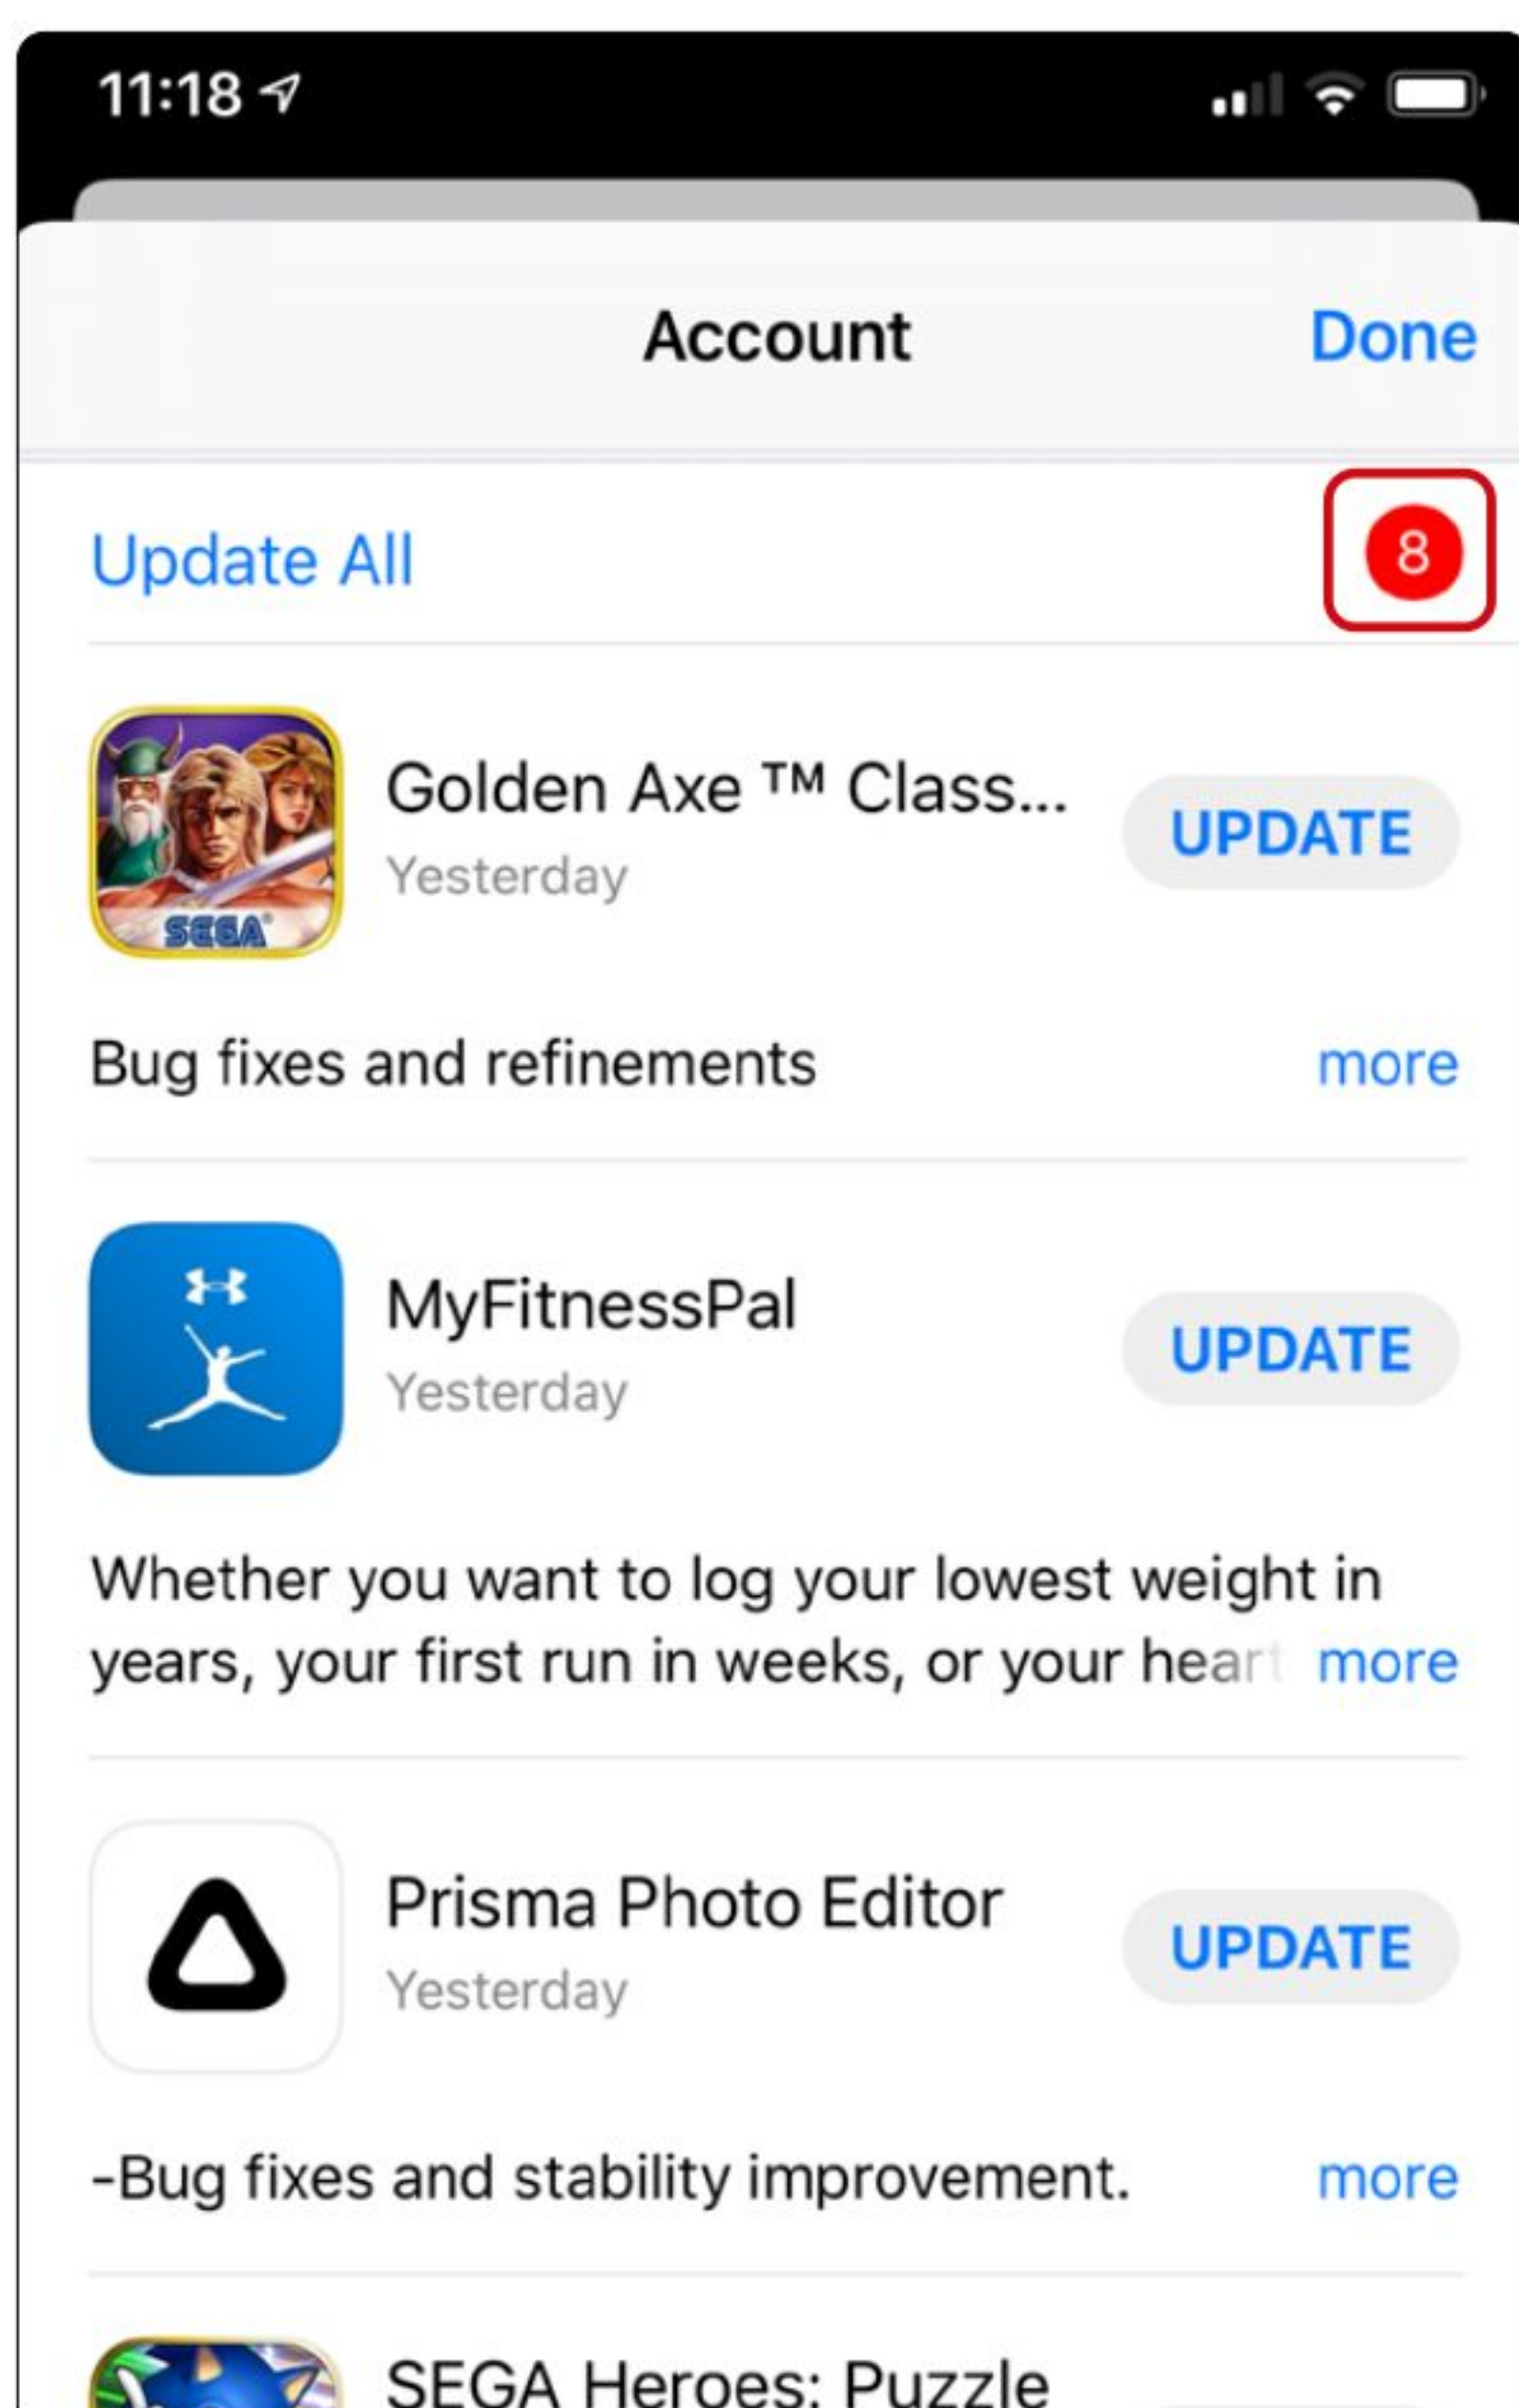 11:18
Account
Done
Update All
8
Golden Axe ™ Class...
Yesterday
UPDATE
SEGA®
Bug fixes and refinements
more
MyFitnessPal
Yesterday
UPDATE
Whether you want to log your lowest weight in
years, your first run in weeks, or your heart more
Prisma Photo Editor
Yesterday
UPDATE
-Bug fixes and stability improvement.
more
SEGA Heroes: Puzzle